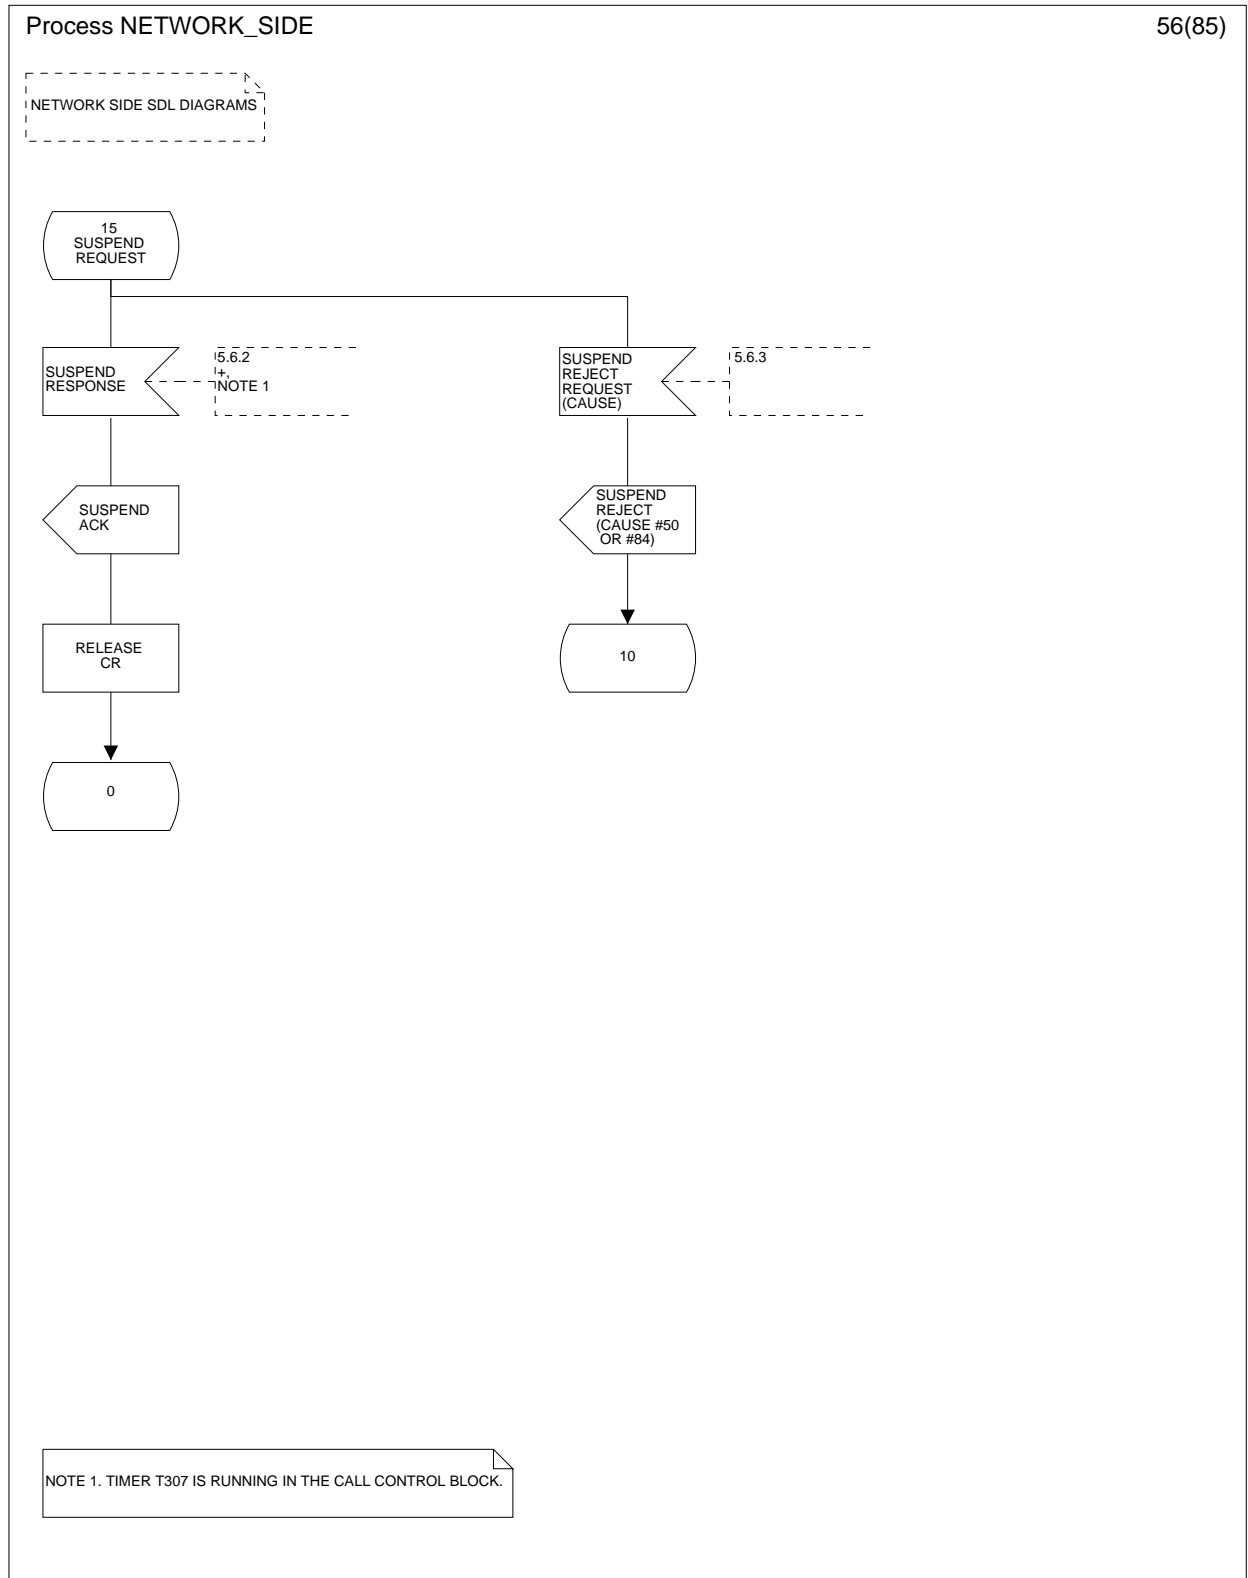 Process NETWORK_SIDE
56(85)
NETWORK SIDE SDL DIAGRAMS
15
SUSPEND
REQUEST
SUSPEND
RESPONSE
5.6.2
+,
NOTE 1
SUSPEND
REJECT
REQUEST
(CAUSE)
5.6.3
SUSPEND
ACK
SUSPEND
REJECT
(CAUSE #50
OR #84)
RELEASE
CR
10
0
NOTE 1. TIMER T307 IS RUNNING IN THE CALL CONTROL BLOCK.